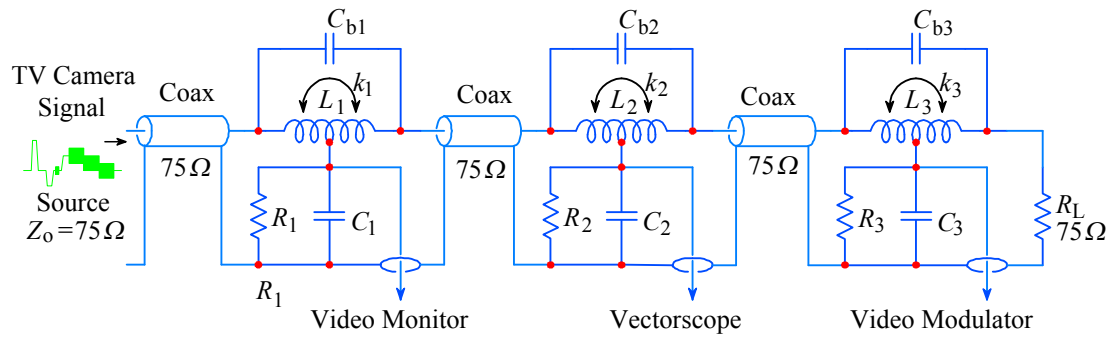 C_b1
C_b2
C_b3
TV Camera
Signal
Coax
L_1
k_1
Coax
L_2
k_2
Coax
L_3
k_3
75Ω
75Ω
75Ω
Source
Z_o=75Ω
R_1
C_1
R_2
C_2
R_3
C_3
R_L
75Ω
R_1
Video Monitor
Vectorscope
Video Modulator